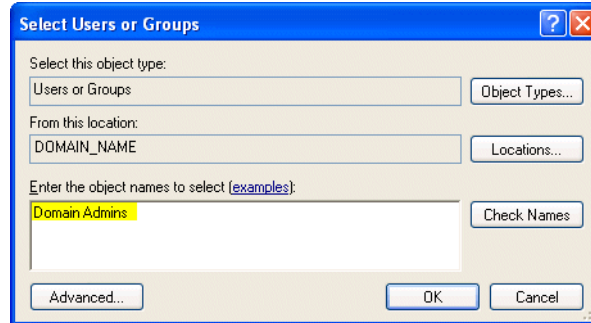 Select Users or Groups
Select this object type:
Users or Groups
Object Types...
From this location:
DOMAIN_NAME
Locations...
Enter the object names to select (examples):
Domain Admins
Check Names
Advanced...
OK
Cancel